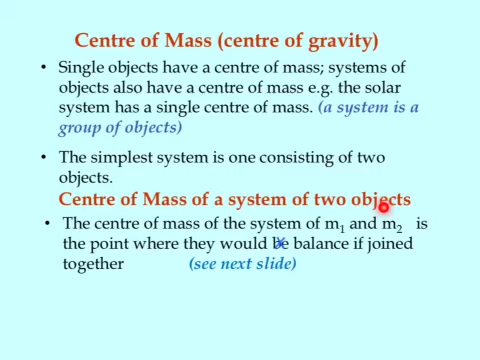 Centre of Mass (centre of gravity)
• Single objects have a centre of mass; systems of
objects also have a centre of mass e.g. the solar
system has a single centre of mass. (a system is a
group of objects)
• The simplest system is one consisting of two
objects.
Centre of Mass of a system of two objects
• The centre of mass of the system of m₁ and m₂ is
the point where they would be balance if joined
together (see next slide)